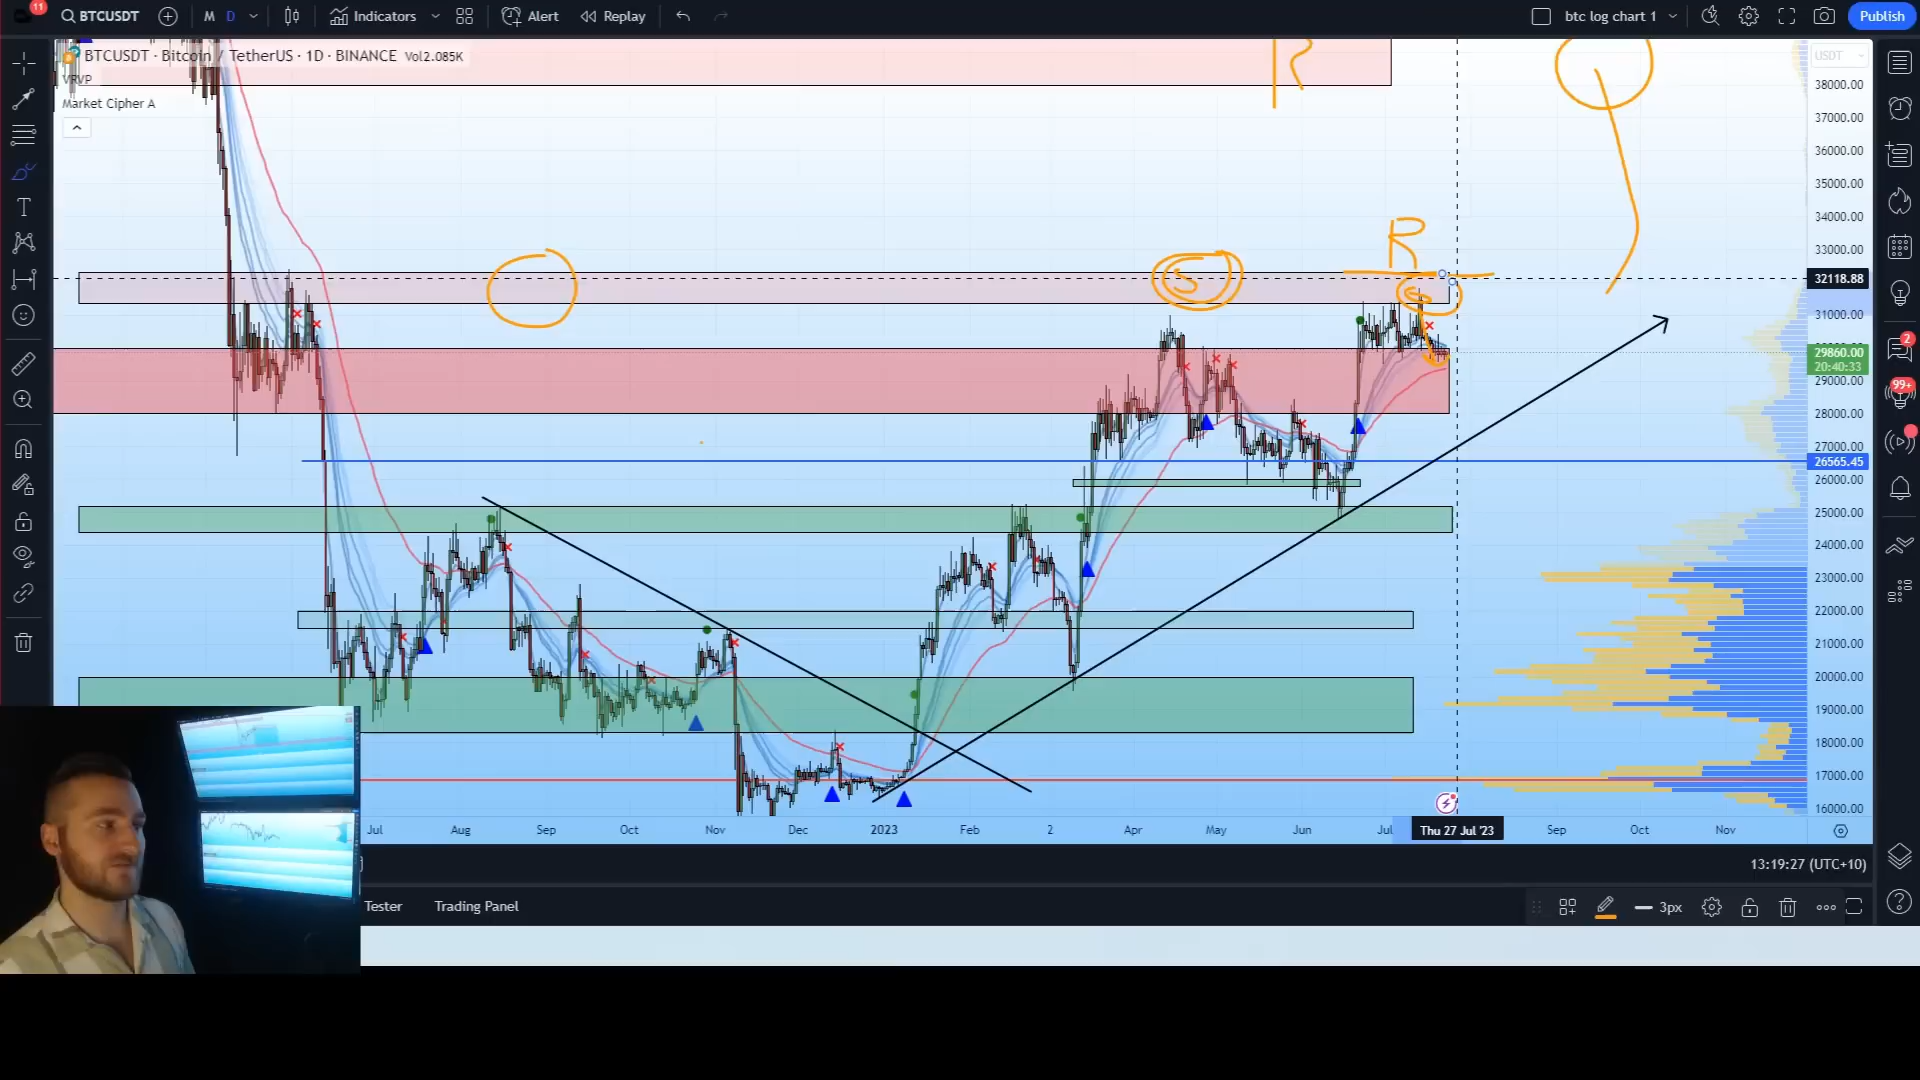 11
BTCUSDT
M D
Indicators
Alert
Replay
btc log chart 1
Publish
BTCUSDT · Bitcoin / TetherUS · 1D · BINANCE Vol2.085K
VRVP
Market Cipher A
R
USDT
38000.00
37000.00
36000.00
35000.00
34000.00
33000.00
R
S
32118.88
31000.00
29860.00
20:40:33
29000.00
28000.00
27000.00
26565.45
26000.00
25000.00
24000.00
23000.00
22000.00
21000.00
20000.00
19000.00
18000.00
17000.00
16000.00
2
99+
Jul Aug Sep Oct Nov Dec 2023 Feb 2 Apr May Jun Jul Thu 27 Jul '23 Sep Oct Nov
13:19:27 (UTC+10)
Tester Trading Panel
3px